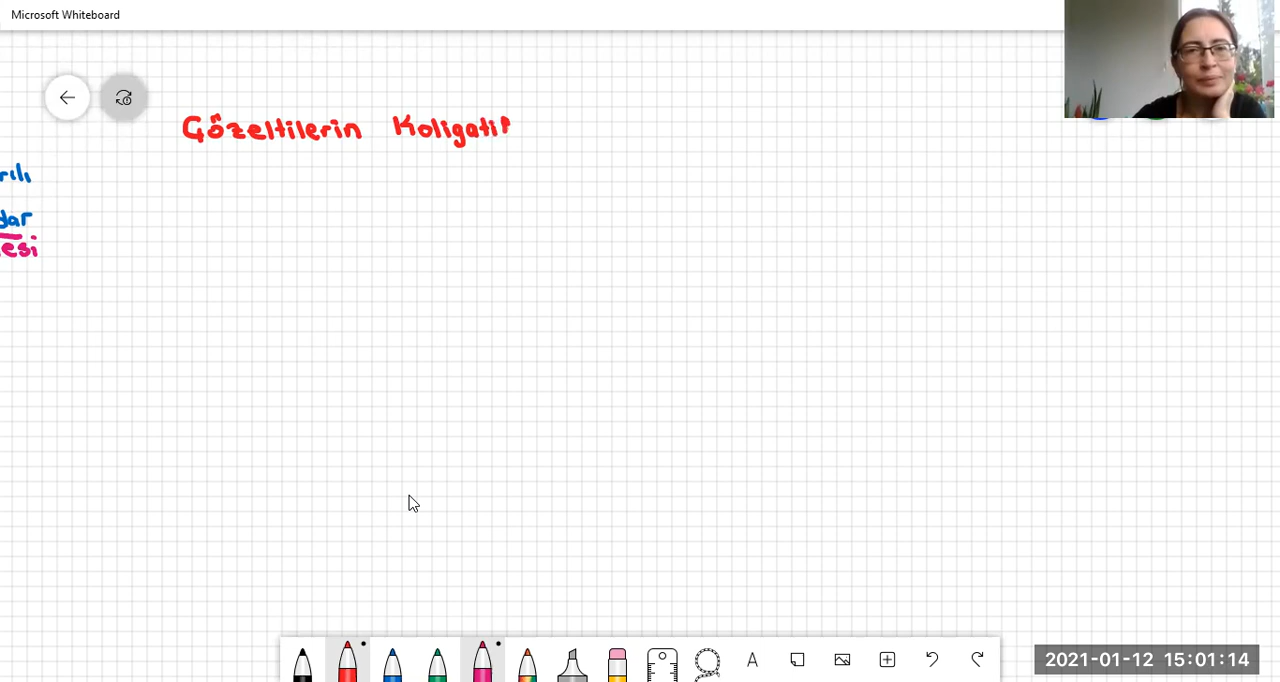 Microsoft Whiteboard
Çözeltilerin Koligatif
rılı
dar
esi
A
2021-01-12 15:01:14